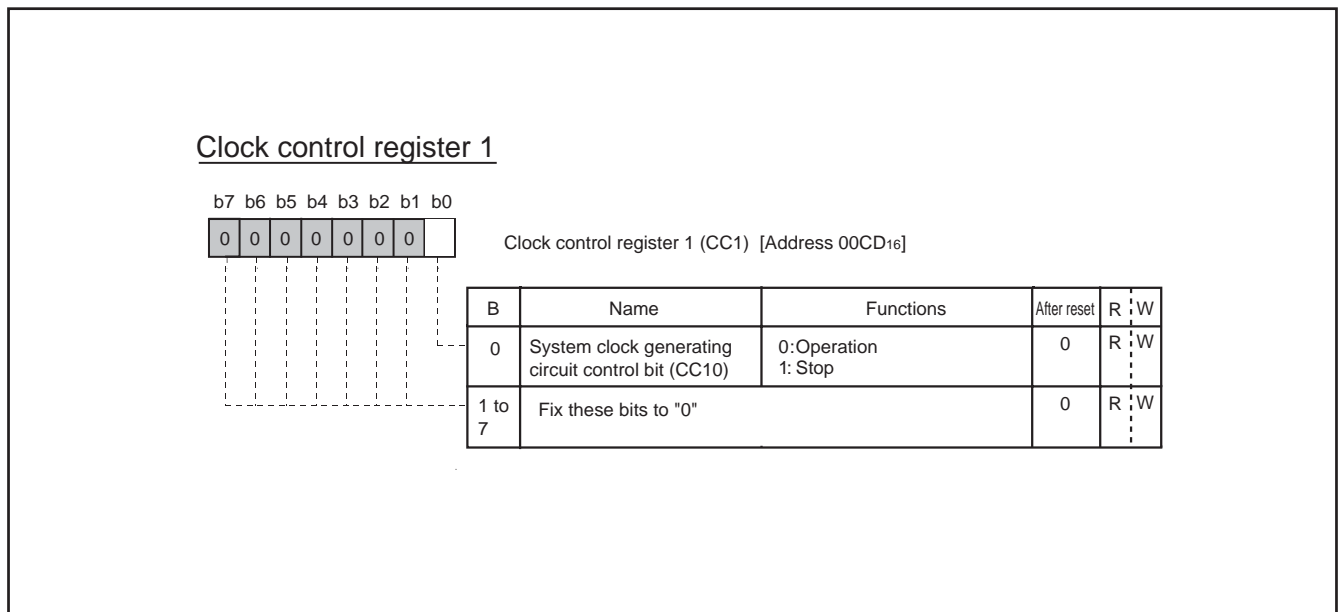 Clock control register 1
b7 b6 b5 b4 b3 b2 b1 b0
0 0 0 0 0 0 0
Clock control register 1 (CC1) [Address 00CD16]
B Name Functions After reset R W
0 System clock generating 0:Operation 0 R W
circuit control bit (CC10) 1: Stop
1 to Fix these bits to "0" 0 R W
7